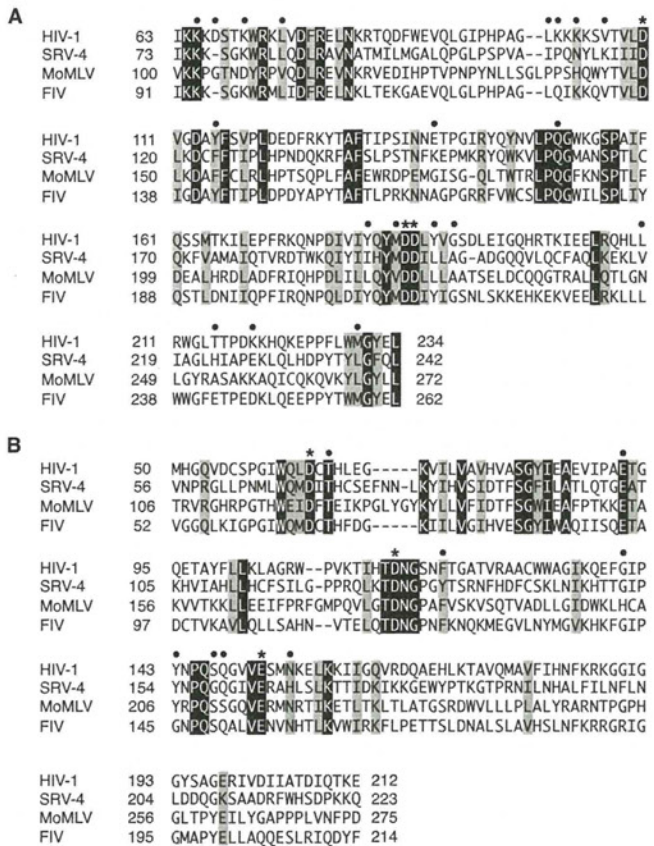 A
HIV-1 63 IKKKDSTKWRKLVDFRELNKRTQDFWEVQLGIPHPAG--LKKKKSVTVLD
SRV-4 73 IKKK-SGKWRLLQDLRAVNATMILMGALQPGLPSPVA--IPQNYLKIIID
MoMLV 100 VKKPGTNDYRPVQDLREVNKRVEDIHPTVPNPYNLLSGLPPSHQWYTVLD
FIV 91 IKKK-SGKWRMLIDFRELNKLTEKGAEVQLGLPHPAG--LQIKKQVTVLD
HIV-1 111 VGDAYFSVPLDEDFRKYTAFTIPSINNETPGIRYQYNVLPQGWKGSPAIF
SRV-4 120 LKDCFFTIPLHPNDQKRFAFSLPSTNFKEPMKRYQWKVLPQGMANSPTLC
MoMLV 150 LKDAFFCLRLHPTSQPLFAFEWRDPEMGISG-QLTWTRLPQGFKNSPTLF
FIV 138 IGDAYFTIPLDPDYAPYTAFTLPRKNNAGPGRRFVWCSLPQGWILSPLIY
HIV-1 161 QSSMTKILEPFRKQNPDIVIYQYMDDLYVGSDLEIGQHRTKIEELRQHLL
SRV-4 170 QKFVAMAIQTVRDTWKQIYIIHYMDDILLAG-ADGQQVLQCFAQLKEKLV
MoMLV 199 DEALHRDLADFRIQHPDLILLQYVDDLLLAATSELDCQQGTRALLQTLGN
FIV 188 QSTLDNIIQPFIRQNPQLDIYQYMDDIYIGSNLSKKEHKEKVEELRKLLL
HIV-1 211 RWGLTTPDKKHQKEPPFLWMGYEL 234
SRV-4 219 IAGLHIAPEKLQLHDPYTYLGFQL 242
MoMLV 249 LGYRASAKKAQICQKQVKYLGYLL 272
FIV 238 WWGFETPEDKLQEEPPYTWMGYEL 262
B
HIV-1 50 MHGQVDCSPGIWQLDCTHLEG-----KVILVAVHVASGYIEAEVIPAETG
SRV-4 56 VNPRGLLPNMLWQMDITHCSEFNN-LKYIHVSIDTFSGFILATLQTGEAT
MoMLV 106 TRVRGHRPGTHWEIDFTEIKPGLYGYKYLLVFIDTFSGWIEAFPTKKETA
FIV 52 VGGQLKIGPGIWQMDCTHFDG-----KIILVGIHVESGYIWAQIISQETA
HIV-1 95 QETAYFLLKLAGRW--PVKTIHTDNGSNFTGATVRAACWWAGIKQEFGIP
SRV-4 105 KHVIAHLLHCFSILG-PPRQLKTDNGPGYTSRNFHDFCSKLNIKHTTGIP
MoMLV 156 KVVTKKLLEEIFPRFGMPQVLGTDNGPAFVSKVSQTVADLLGIDWKLHCA
FIV 97 DCTVKAVLQLLSAHN--VTELQTDNGPNFKNQKMEGVLNYMGVKHKFGIP
HIV-1 143 YNPQSQGVVESMNKELKKIIGQVRDQAEHLKTAVQMAVFIHNFKRKGGIG
SRV-4 154 YNPQGQGIVERAHLSLKTTIDKIKKGEWYPTKGTPRNILNHALFILNFLN
MoMLV 206 YRPQSSGQVERMNRTIKETLTKLTLATGSRDWVLLLPLALYRARNTPGPH
FIV 145 GNPQSQALVENVNHTLKVWIRKFLPETTSLDNALSLAVHSLNFKRRGRIG
HIV-1 193 GYSAGERIVDIIATDIQTKE 212
SRV-4 204 LDDQGKSAADRFWHSDPKKQ 223
MoMLV 256 GLTPYEILYGAPPPLVNFPD 275
FIV 195 GMAPYELLAQQESLRIQDYF 214